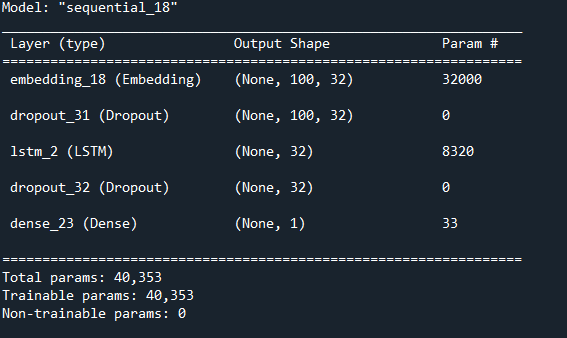 Model: "sequential_18"
Layer (type) Output Shape Param #
embedding_18 (Embedding) (None, 100, 32) 32000
dropout_31 (Dropout) (None, 100, 32) 0
lstm_2 (LSTM) (None, 32) 8320
dropout_32 (Dropout) (None, 32) 0
dense_23 (Dense) (None, 1) 33
Total params: 40,353
Trainable params: 40,353
Non-trainable params: 0